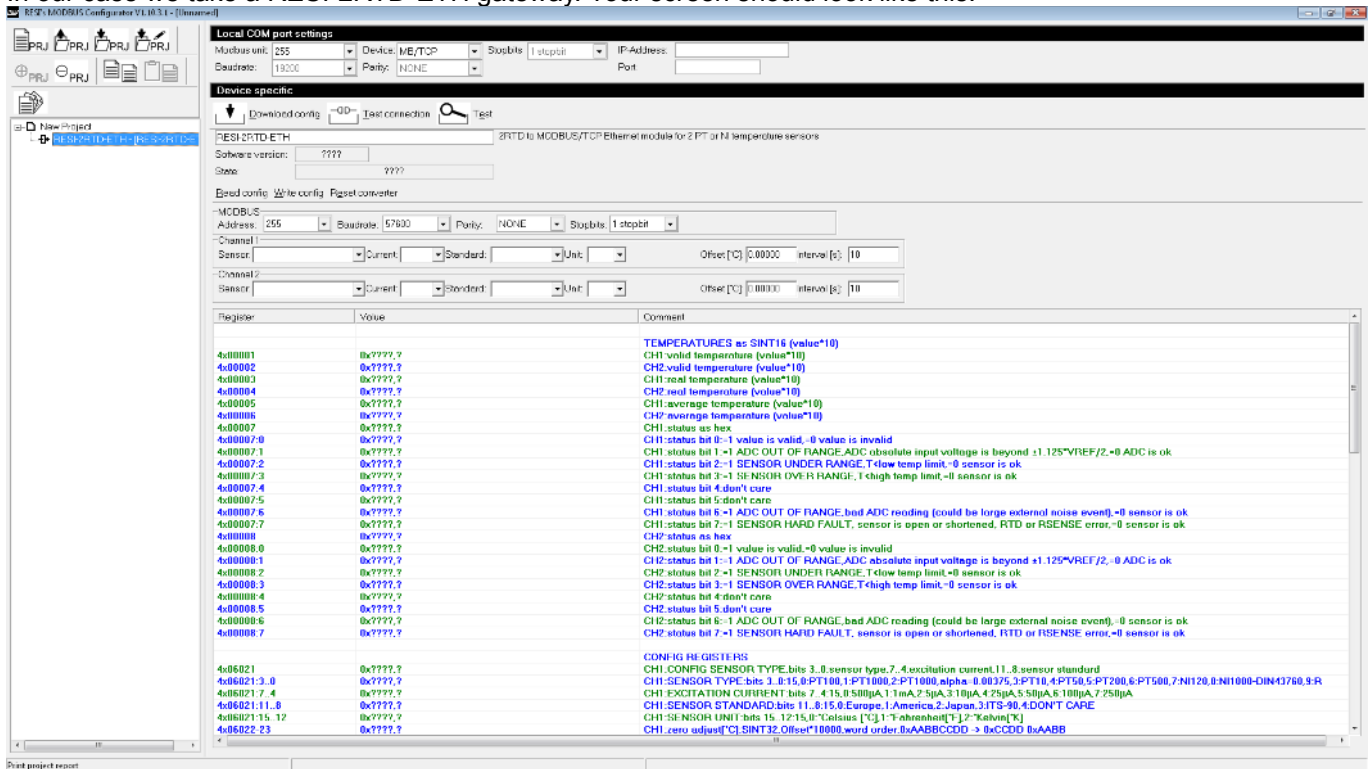 RESI's MODBUS Configurator V1.10.3.1 - [Unnamed]
PRJ PRJ PRJ PRJ
PRJ PRJ
New Project
RESI-2RTD-ETH - [RESI-2RTD-E
Local COM port settings
Modbus unit: 255 Device: MB/TCP Stopbits 1 stopbit IP-Address:
Baudrate: 19200 Parity: NONE Port
Device specific
Download config Test connection Test
RESI-2RTD-ETH 2RTD to MODBUS/TCP Ethernet module for 2 PT or NI temperature sensors
Software version: ????
State: ????
Read config Write config Reset converter
MODBUS
Address: 255 Baudrate: 57600 Parity: NONE Stopbits: 1 stopbit
Channel 1
Sensor: Current: Standard: Unit: Offset [°C] 0.00000 Interval [s]: 10
Channel 2
Sensor: Current: Standard: Unit: Offset [°C] 0.00000 Interval [s]: 10
Register Value Comment
TEMPERATURES as SINT16 (value*10)
4x00001 0x????,? CH1:valid temperature (value*10)
4x00002 0x????,? CH2:valid temperature (value*10)
4x00003 0x????,? CH1:real temperature (value*10)
4x00004 0x????,? CH2:real temperature (value*10)
4x00005 0x????,? CH1:average temperature (value*10)
4x00006 0x????,? CH2:average temperature (value*10)
4x00007 0x????,? CH1:status as hex
4x00007:0 0x????,? CH1:status bit 0:=1 value is valid,=0 value is invalid
4x00007:1 0x????,? CH1:status bit 1:=1 ADC OUT OF RANGE,ADC absolute input voltage is beyond ±1.125*VREF/2,=0 ADC is ok
4x00007:2 0x????,? CH1:status bit 2:=1 SENSOR UNDER RANGE,T<low temp limit,=0 sensor is ok
4x00007:3 0x????,? CH1:status bit 3:=1 SENSOR OVER RANGE,T<high temp limit,=0 sensor is ok
4x00007:4 0x????,? CH1:status bit 4:don't care
4x00007:5 0x????,? CH1:status bit 5:don't care
4x00007:6 0x????,? CH1:status bit 6:=1 ADC OUT OF RANGE,bad ADC reading (could be large external noise event),=0 sensor is ok
4x00007:7 0x????,? CH1:status bit 7:=1 SENSOR HARD FAULT, sensor is open or shortened, RTD or RSENSE error,=0 sensor is ok
4x00008 0x????,? CH2:status as hex
4x00008:0 0x????,? CH2:status bit 0:=1 value is valid,=0 value is invalid
4x00008:1 0x????,? CH2:status bit 1:=1 ADC OUT OF RANGE,ADC absolute input voltage is beyond ±1.125*VREF/2,=0 ADC is ok
4x00008:2 0x????,? CH2:status bit 2:=1 SENSOR UNDER RANGE,T<low temp limit,=0 sensor is ok
4x00008:3 0x????,? CH2:status bit 3:=1 SENSOR OVER RANGE,T<high temp limit,=0 sensor is ok
4x00008:4 0x????,? CH2:status bit 4:don't care
4x00008:5 0x????,? CH2:status bit 5:don't care
4x00008:6 0x????,? CH2:status bit 6:=1 ADC OUT OF RANGE,bad ADC reading (could be large external noise event),=0 sensor is ok
4x00008:7 0x????,? CH2:status bit 7:=1 SENSOR HARD FAULT, sensor is open or shortened, RTD or RSENSE error,=0 sensor is ok
CONFIG REGISTERS
4x06021 0x????,? CH1:CONFIG SENSOR TYPE,bits 3..0:sensor type,7..4:excitation current,11..8:sensor standard
4x06021:3..0 0x????,? CH1:SENSOR TYPE:bits 3..0:15,0:PT100,1:PT1000,2:PT1000,alpha=0.00375,3:PT10,4:PT50,5:PT200,6:PT500,7:NI120,8:NI1000-DIN43760,9:R
4x06021:7..4 0x????,? CH1:EXCITATION CURRENT:bits 7..4:15,0:500µA,1:1mA,2:5µA,3:10µA,4:25µA,5:50µA,6:100µA,7:250µA
4x06021:11..8 0x????,? CH1:SENSOR STANDARD:bits 11..8:15,0:Europe,1:America,2:Japan,3:ITS-90,4:DON'T CARE
4x06021:15..12 0x????,? CH1:SENSOR UNIT:bits 15..12:15,0:°Celsius [°C],1:°Fahrenheit[°F],2:°Kelvin[°K]
4x06022-23 0x????,? CH1:zero adjust[°C],SINT32,Offset*10000,word order:0xAABBCCDD -> 0xCCDD 0xAABB
Print project report